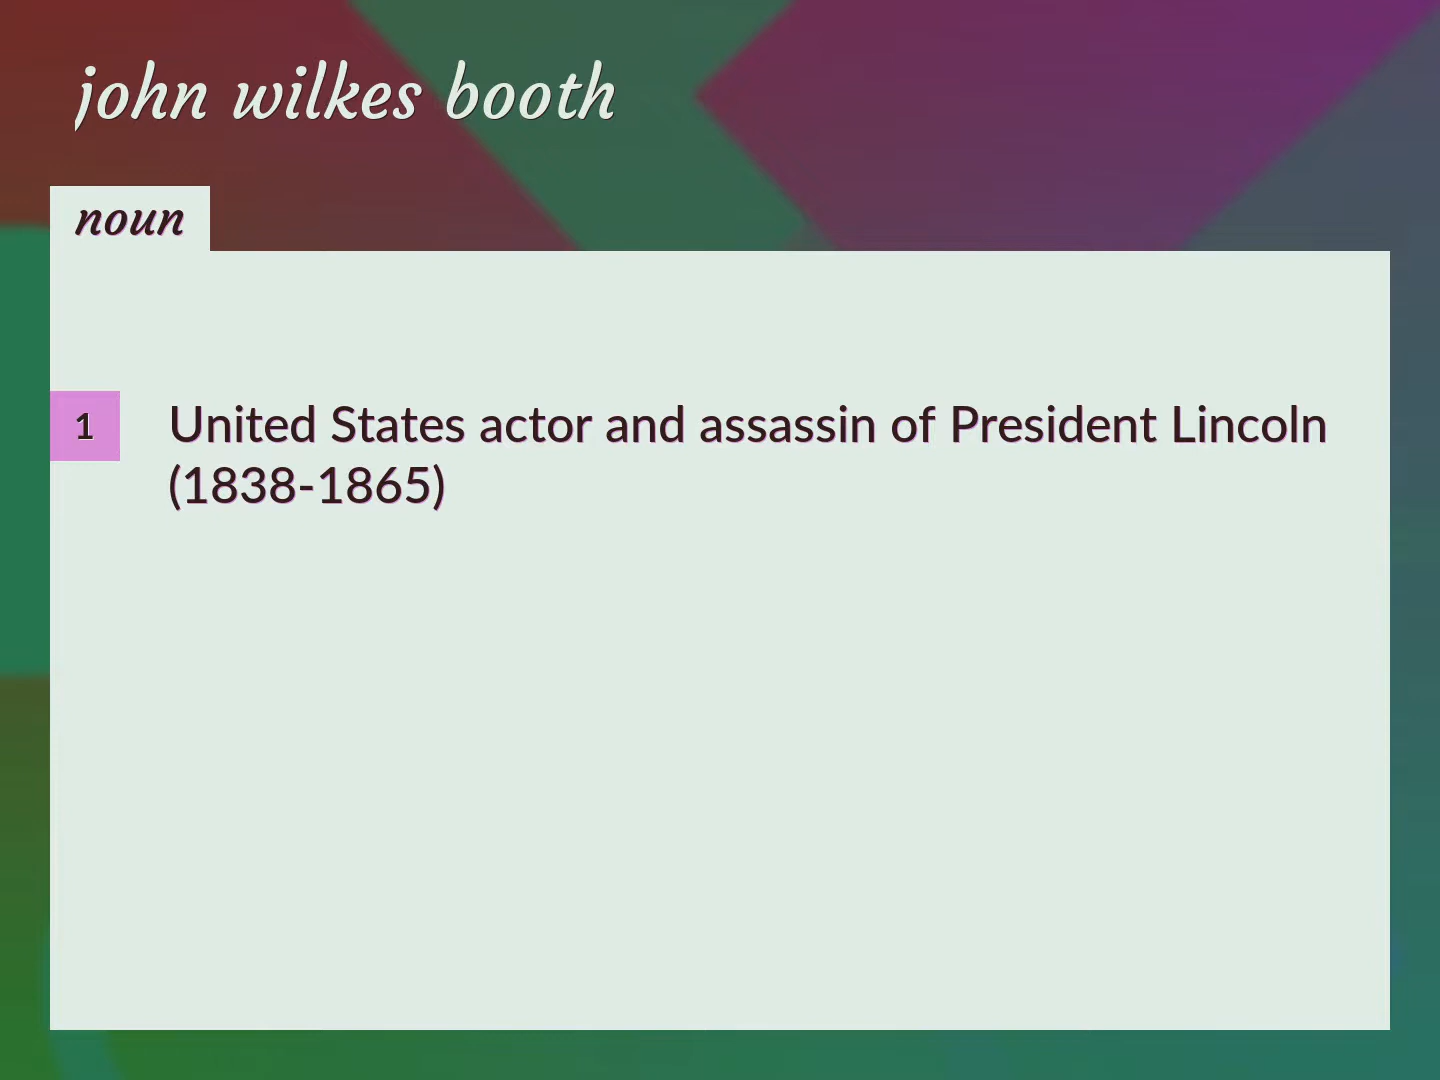 john wilkes booth
noun
1 United States actor and assassin of President Lincoln
(1838-1865)